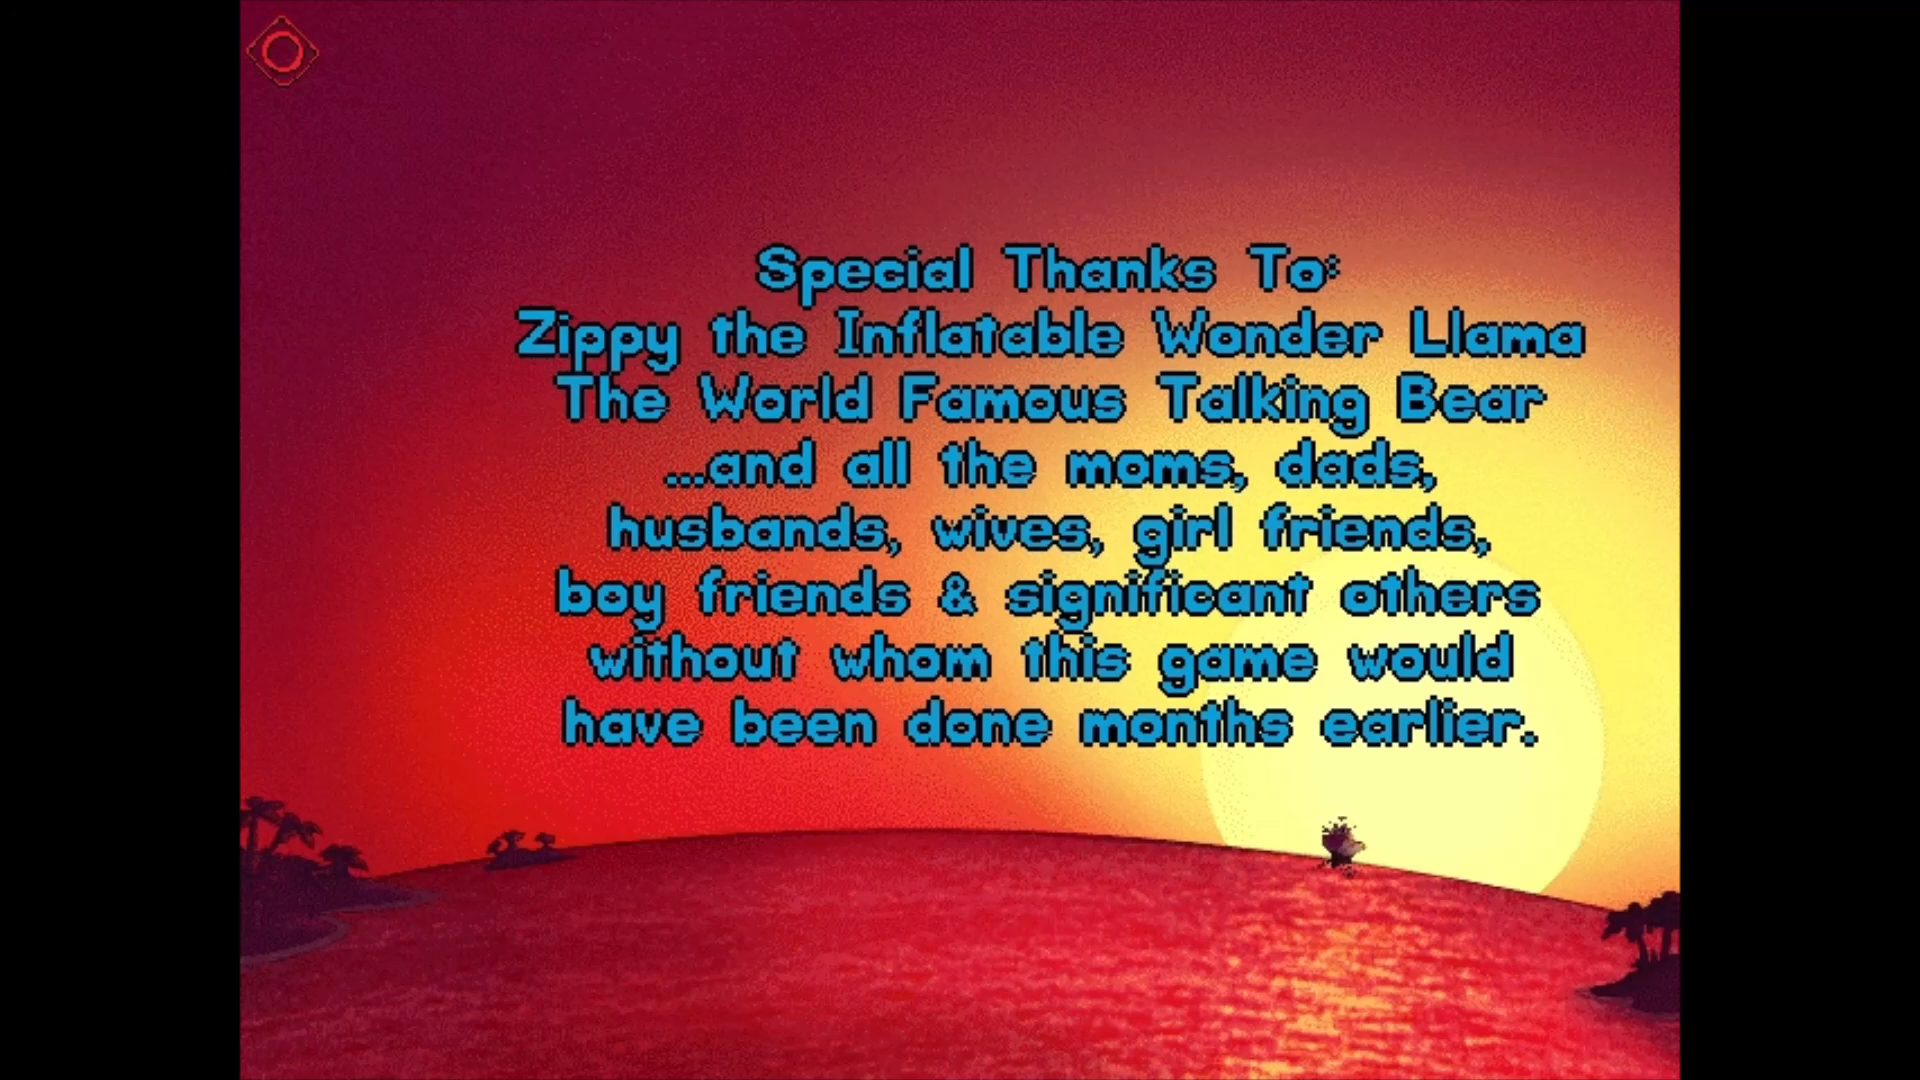 Special Thanks To:
Zippy the Inflatable Wonder Llama
The World Famous Talking Bear
...and all the moms, dads,
husbands, wives, girl friends,
boy friends & significant others
without whom this game would
have been done months earlier.